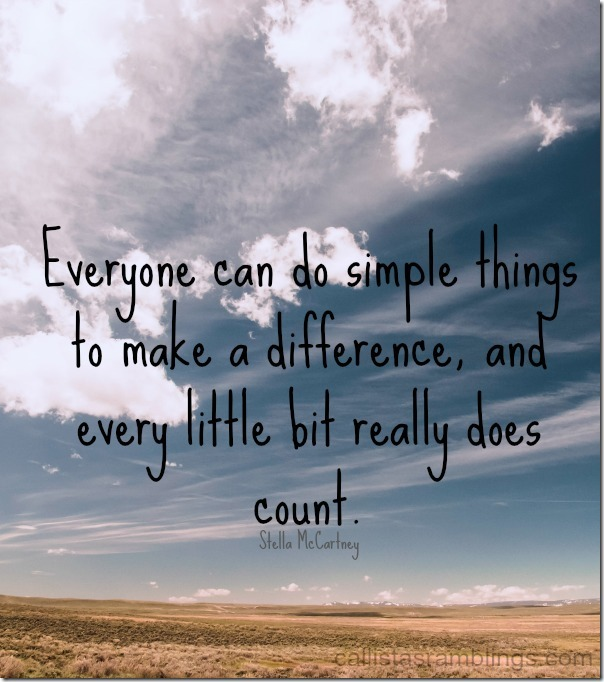 Everyone can do simple things
to make a difference, and
every little bit really does
count.
Stella McCartney
callistasramblings.com